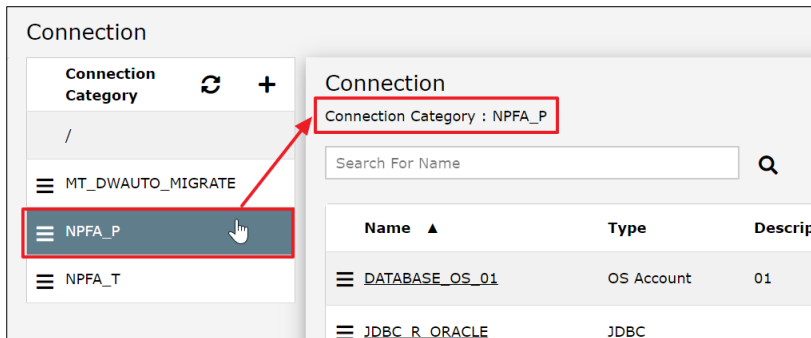 Connection
Connection
Category
/
MT_DWAUTO_MIGRATE
NPFA_P
NPFA_T
Connection
Connection Category : NPFA_P
Search For Name
Name ▲ Type Descrip
DATABASE_OS_01 OS Account 01
JDBC_R_ORACLE JDBC